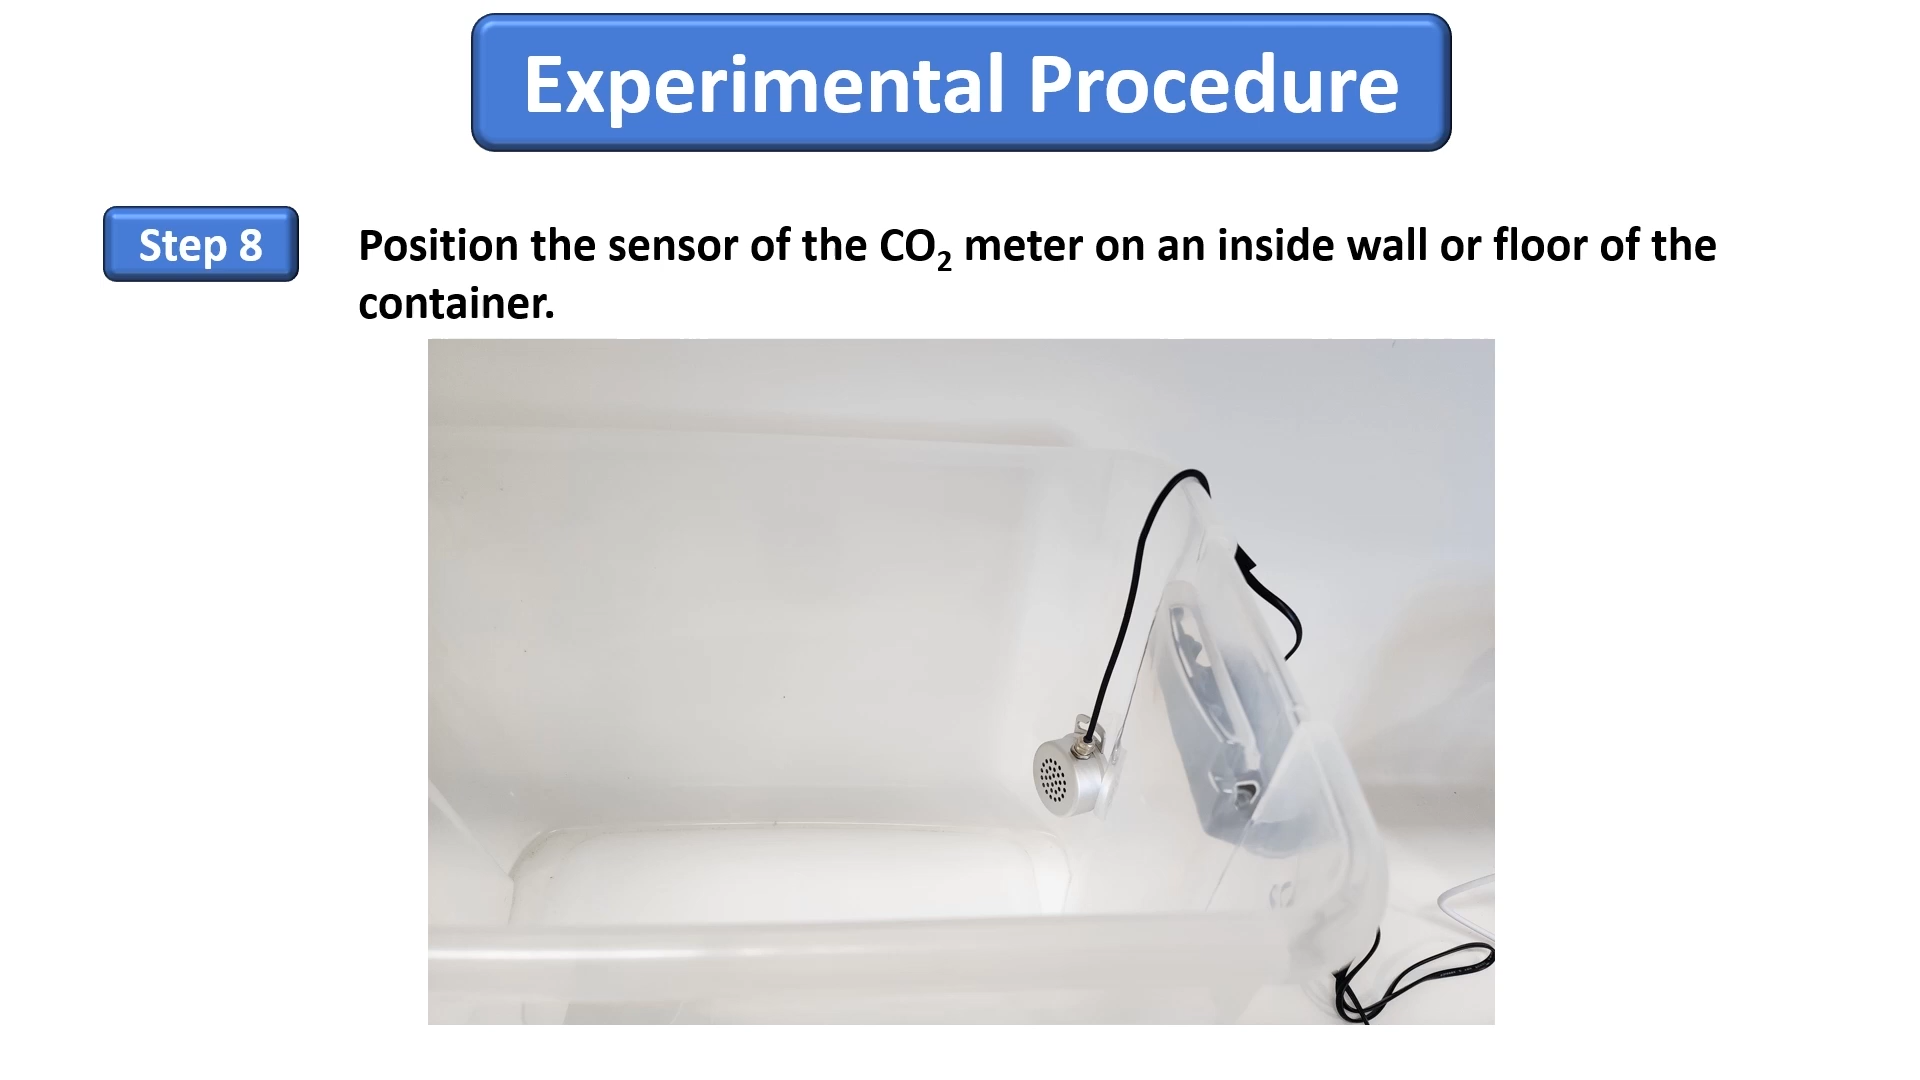 Experimental Procedure
Step 8
Position the sensor of the CO₂ meter on an inside wall or floor of the
container.